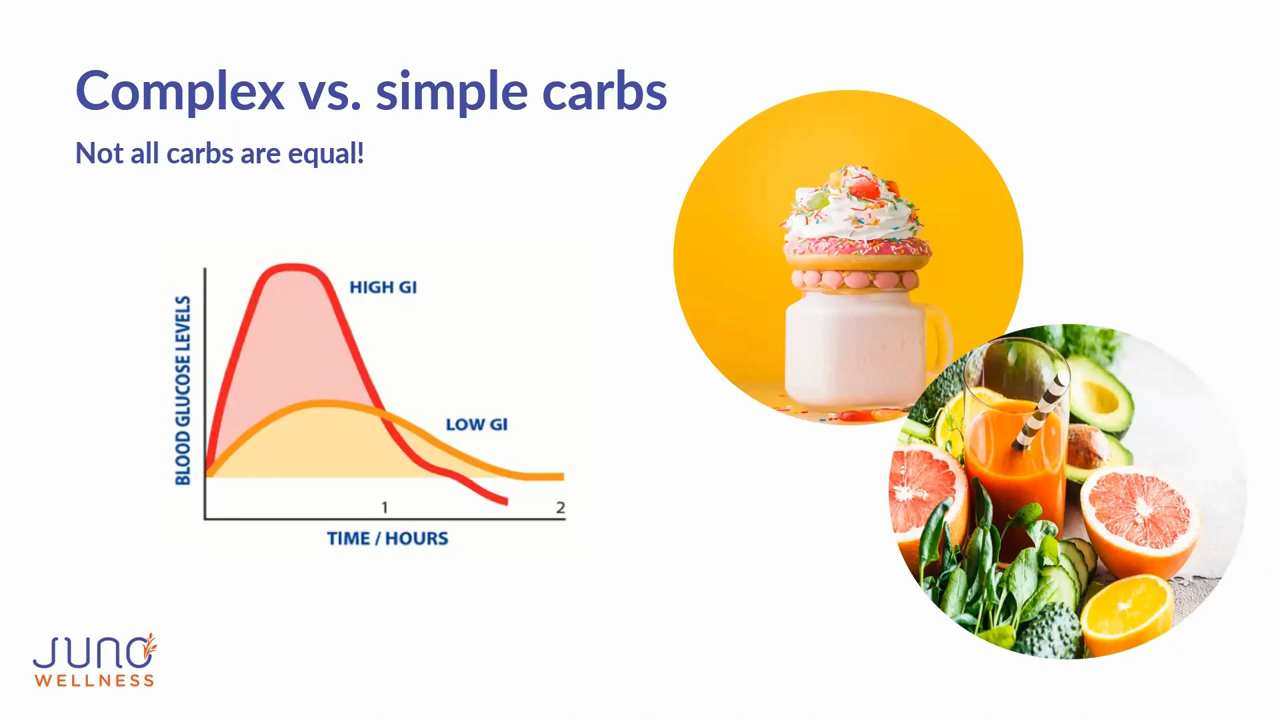 Complex vs. simple carbs
Not all carbs are equal!
HIGH GI
LOW GI
BLOOD GLUCOSE LEVELS
1
2
TIME / HOURS
JUNO
WELLNESS